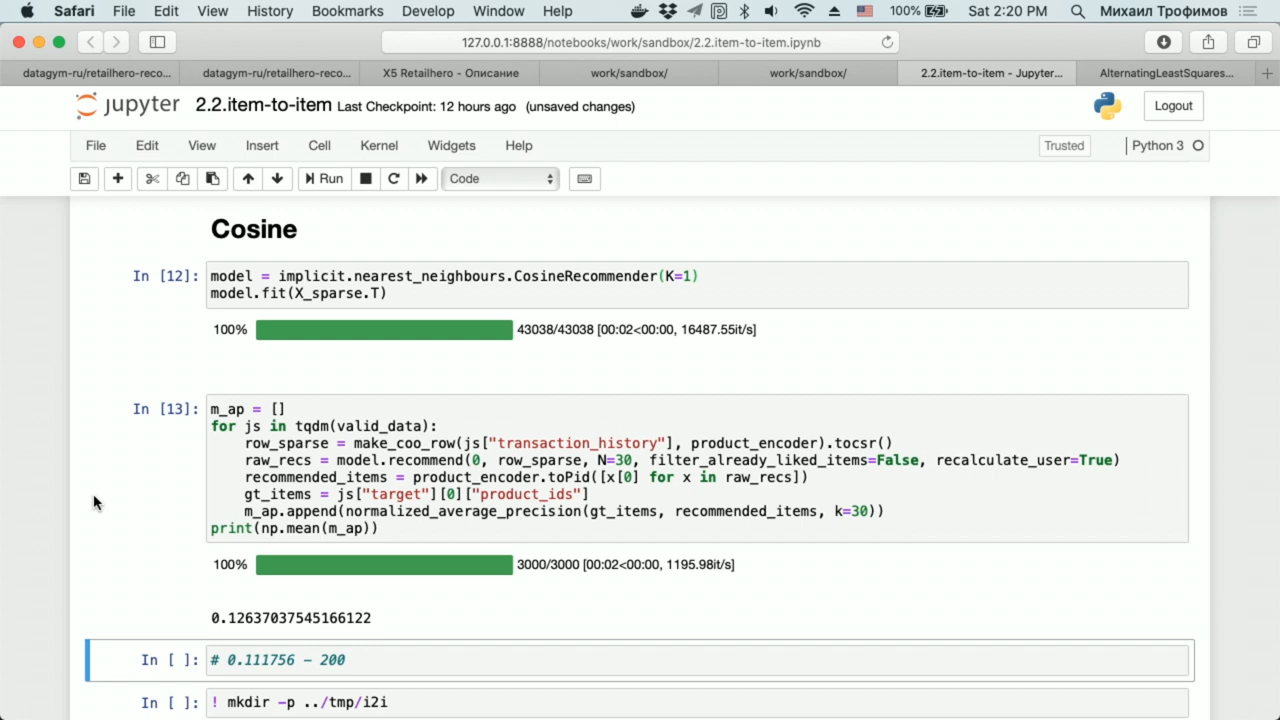 Safari File Edit View History Bookmarks Develop Window Help 100% Sat 2:20 PM Михаил Трофимов
127.0.0.1:8888/notebooks/work/sandbox/2.2.item-to-item.ipynb
datagym-ru/retailhero-reco... datagym-ru/retailhero-reco... X5 Retailhero - Описание work/sandbox/ work/sandbox/ 2.2.item-to-item - Jupyter... AlternatingLeastSquares...
jupyter 2.2.item-to-item Last Checkpoint: 12 hours ago (unsaved changes) Logout
File Edit View Insert Cell Kernel Widgets Help Trusted Python 3
Run Code
Cosine
In [12]: model = implicit.nearest_neighbours.CosineRecommender(K=1)
model.fit(X_sparse.T)
100% 43038/43038 [00:02<00:00, 16487.55it/s]
In [13]: m_ap = []
for js in tqdm(valid_data):
row_sparse = make_coo_row(js["transaction_history"], product_encoder).tocsr()
raw_recs = model.recommend(0, row_sparse, N=30, filter_already_liked_items=False, recalculate_user=True)
recommended_items = product_encoder.toPid([x[0] for x in raw_recs])
gt_items = js["target"][0]["product_ids"]
m_ap.append(normalized_average_precision(gt_items, recommended_items, k=30))
print(np.mean(m_ap))
100% 3000/3000 [00:02<00:00, 1195.98it/s]
0.12637037545166122
In [ ]: # 0.111756 – 200
In [ ]: ! mkdir -p ../tmp/i2i